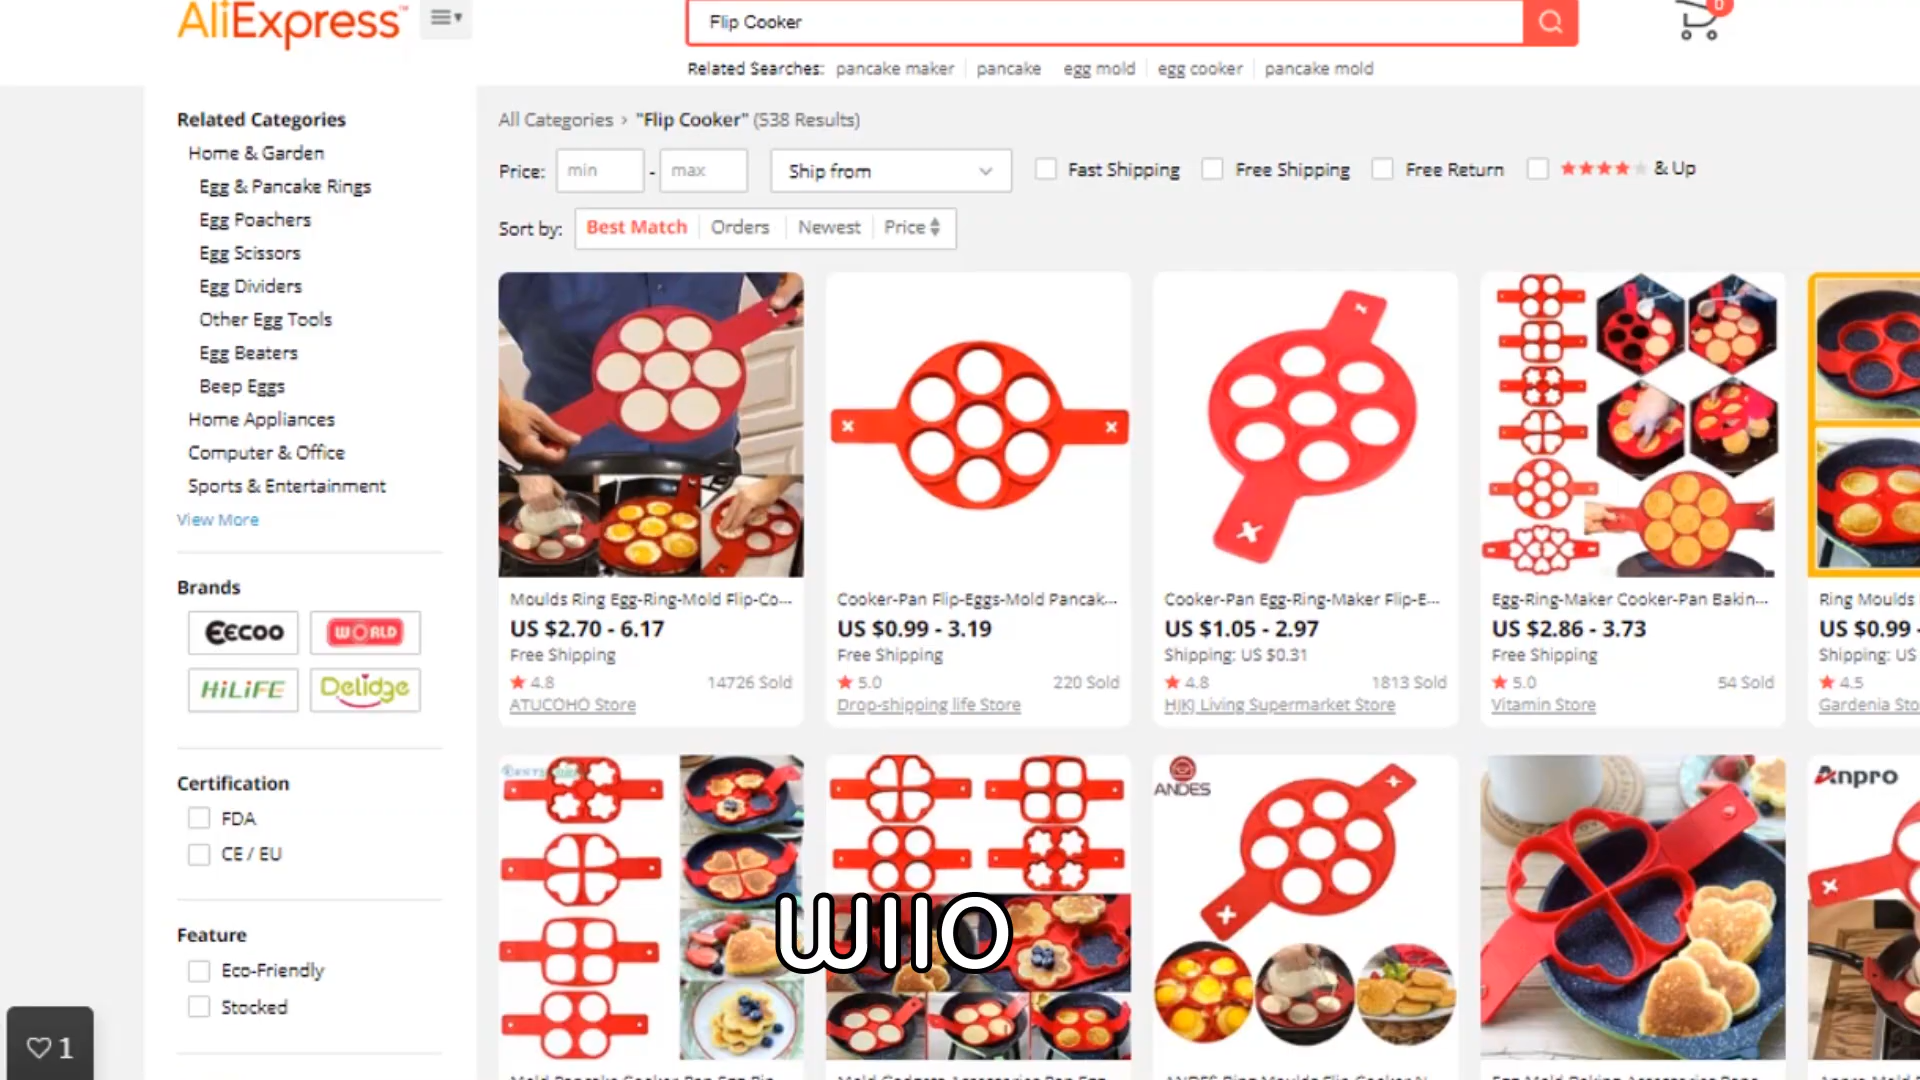 AliExpress™
0
Flip Cooker
Related Searches: pancake maker pancake egg mold egg cooker pancake mold
Related Categories
Home & Garden
Egg & Pancake Rings
Egg Poachers
Egg Scissors
Egg Dividers
Other Egg Tools
Egg Beaters
Beep Eggs
Home Appliances
Computer & Office
Sports & Entertainment
View More
Brands
EECOO
WORLD
HiLiFE
Delidge
Certification
FDA
CE / EU
Feature
Eco-Friendly
Stocked
1
All Categories › "Flip Cooker" (538 Results)
Price: min - max Ship from Fast Shipping Free Shipping Free Return & Up
Sort by: Best Match Orders Newest Price
Moulds Ring Egg-Ring-Mold Flip-Co...
US $2.70 - 6.17
Free Shipping
4.8 14726 Sold
ATUCOHO Store
Cooker-Pan Flip-Eggs-Mold Pancak...
US $0.99 - 3.19
Free Shipping
5.0 220 Sold
Drop-shipping life Store
Cooker-Pan Egg-Ring-Maker Flip-E...
US $1.05 - 2.97
Shipping: US $0.31
4.8 1813 Sold
HJKJ Living Supermarket Store
Egg-Ring-Maker Cooker-Pan Bakin...
US $2.86 - 3.73
Free Shipping
5.0 54 Sold
Vitamin Store
Ring Moulds
US $0.99 -
Shipping: US
4.5
Gardenia Sto
ANDES
Anpro
WIIO